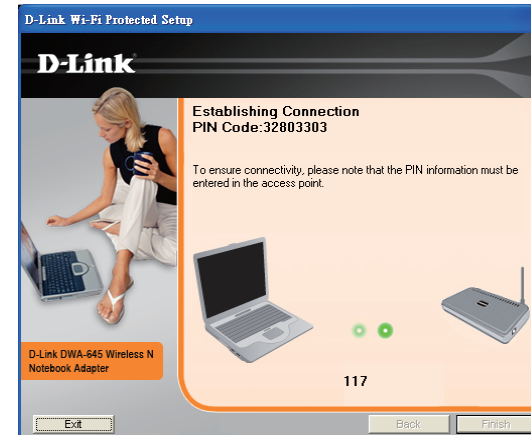 D-Link Wi-Fi Protected Setup
D-Link
Establishing Connection
PIN Code:32803303
To ensure connectivity, please note that the PIN information must be
entered in the access point.
D-Link DWA-645 Wireless N
Notebook Adapter
117
Exit
Back
Finish